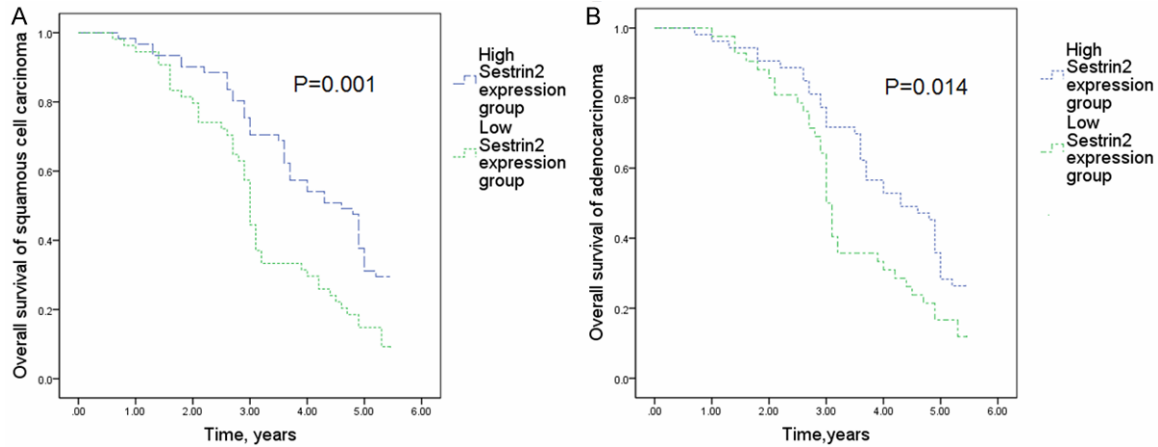 A
Overall survival of squamous cell carcinoma
1.0
0.8
0.6
0.4
0.2
0.0
.00 1.00 2.00 3.00 4.00 5.00 6.00
Time, years
P=0.001
High
Sestrin2
expression
group
Low
Sestrin2
expression
group
B
Overall survival of adenocarcinoma
1.0
0.8
0.6
0.4
0.2
0.0
.00 1.00 2.00 3.00 4.00 5.00 6.00
Time,years
P=0.014
High
Sestrin2
expression
group
Low
Sestrin2
expression
group